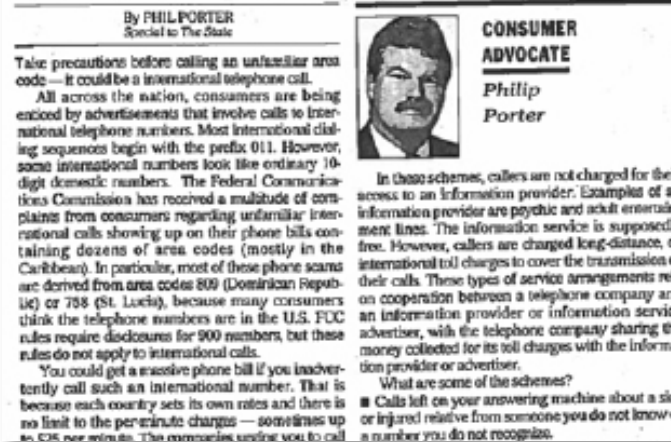 By PHIL PORTER
Special to The State
Take precautions before calling an unfamiliar area
code — it could be a international telephone call.
All across the nation, consumers are being
enticed by advertisements that involve calls to inter-
national telephone numbers. Most international dial-
ing sequences begin with the prefix 011. However,
some international numbers look like ordinary 10-
digit domestic numbers. The Federal Communica-
tions Commission has received a multitude of com-
plaints from consumers regarding unfamiliar inter-
national calls showing up on their phone bills con-
taining dozens of area codes (mostly in the
Caribbean). In particular, most of these phone scams
are derived from area codes 809 (Dominican Repub-
lic) or 758 (St. Lucia), because many consumers
think the telephone numbers are in the U.S. FCC
rules require disclosures for 900 numbers, but these
rules do not apply to international calls.
You could get a massive phone bill if you inadver-
tently call such an international number. That is
because each country sets its own rates and there is
no limit to the per-minute charges — sometimes up
to $25 per minute. The companies urging you to call
CONSUMER
ADVOCATE
Philip
Porter
In these schemes, callers are not charged for the
access to an information provider. Examples of
information provider are psychic and adult entertain
ment lines. The information service is supposed
free. However, callers are charged long-distance,
international toll charges to cover the transmission
their calls. These types of service arrangements
on cooperation between a telephone company
an information provider or information
advertiser, with the telephone company sharing
money collected for its toll charges with the
tion provider or advertiser.
What are some of the schemes?
■ Calls left on your answering machine about a
or injured relative from someone you do not know
a number you do not recognize.